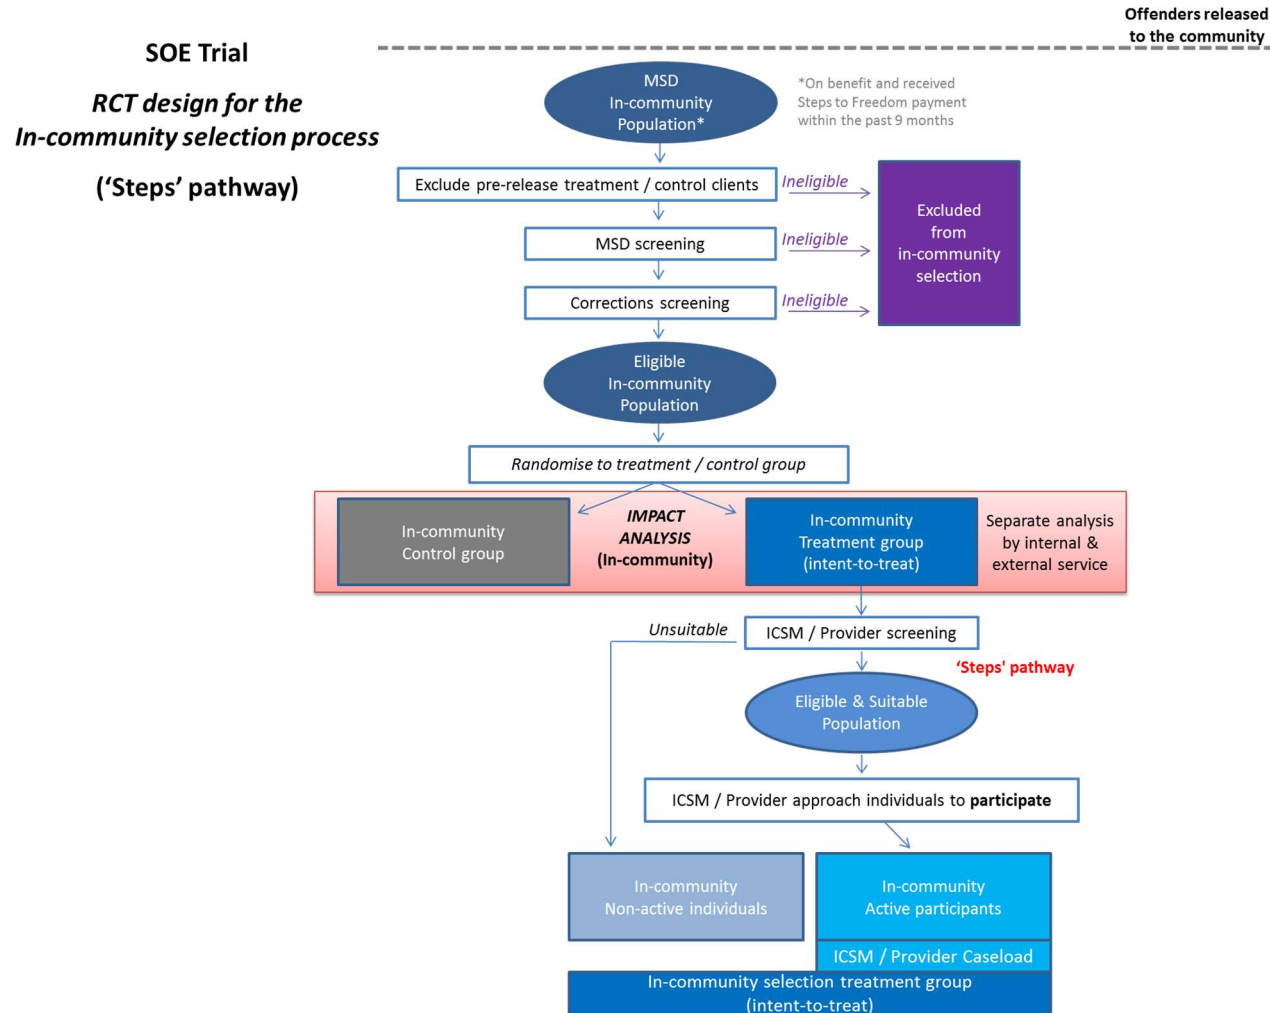 Offenders released
to the community
SOE Trial
RCT design for the
In-community selection process
(‘Steps’ pathway)
MSD
In-community
Population*
*On benefit and received
Steps to Freedom payment
within the past 9 months
Exclude pre-release treatment / control clients
Ineligible
MSD screening
Ineligible
Corrections screening
Ineligible
Excluded
from
in-community
selection
Eligible
In-community
Population
Randomise to treatment / control group
In-community
Control group
IMPACT
ANALYSIS
(In-community)
In-community
Treatment group
(intent-to-treat)
Separate analysis
by internal &
external service
Unsuitable
ICSM / Provider screening
‘Steps' pathway
Eligible & Suitable
Population
ICSM / Provider approach individuals to participate
In-community
Non-active individuals
In-community
Active participants
ICSM / Provider Caseload
In-community selection treatment group
(intent-to-treat)